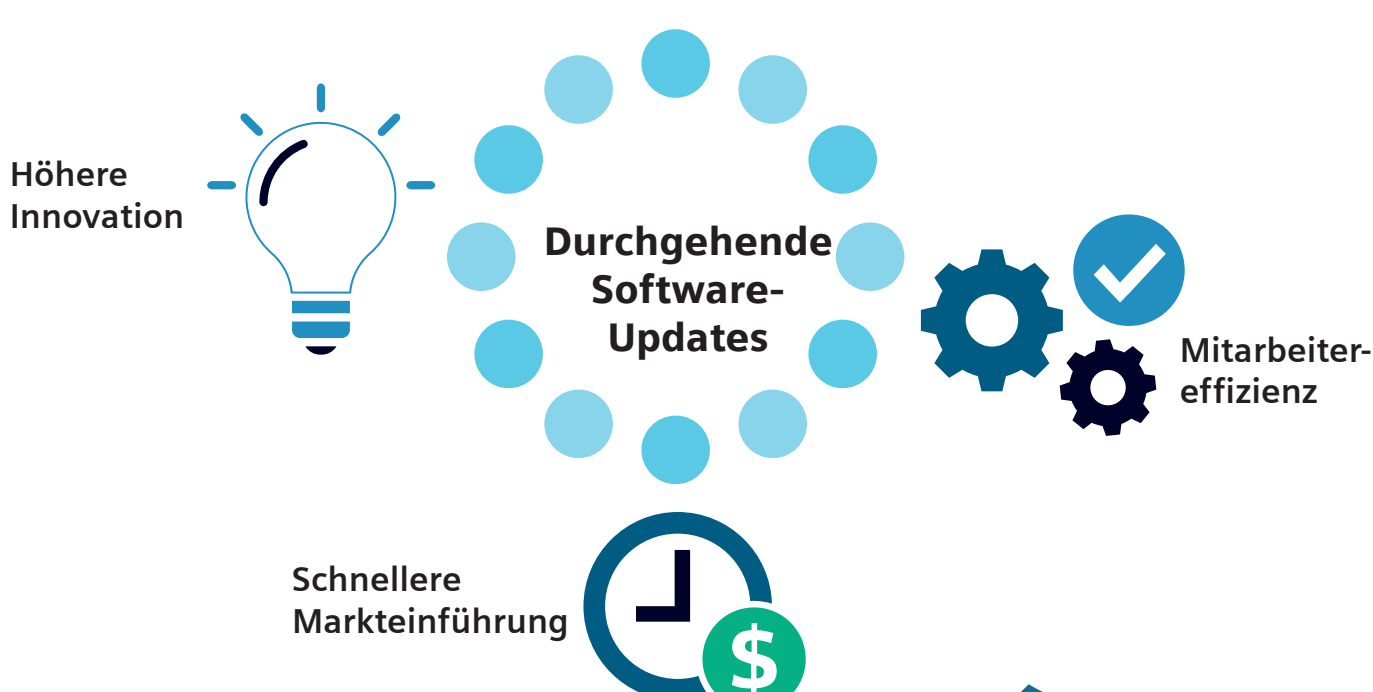 Höhere
Innovation
Durchgehende
Software-
Updates
Mitarbeiter-
effizienz
Schnellere
Markteinführung
$